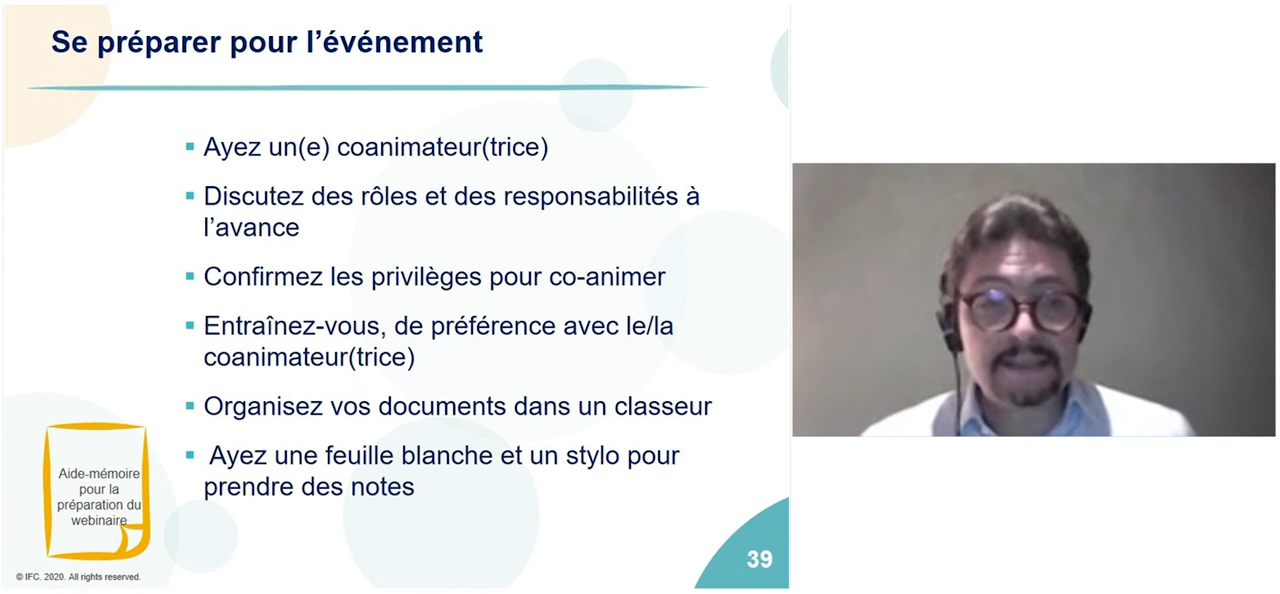 Se préparer pour l’événement
Ayez un(e) coanimateur(trice)
Discutez des rôles et des responsabilités à
l’avance
Confirmez les privilèges pour co-animer
Entraînez-vous, de préférence avec le/la
coanimateur(trice)
Organisez vos documents dans un classeur
Ayez une feuille blanche et un stylo pour
prendre des notes
Aide-mémoire
pour la
préparation du
webinaire
© IFC. 2020. All rights reserved.
39